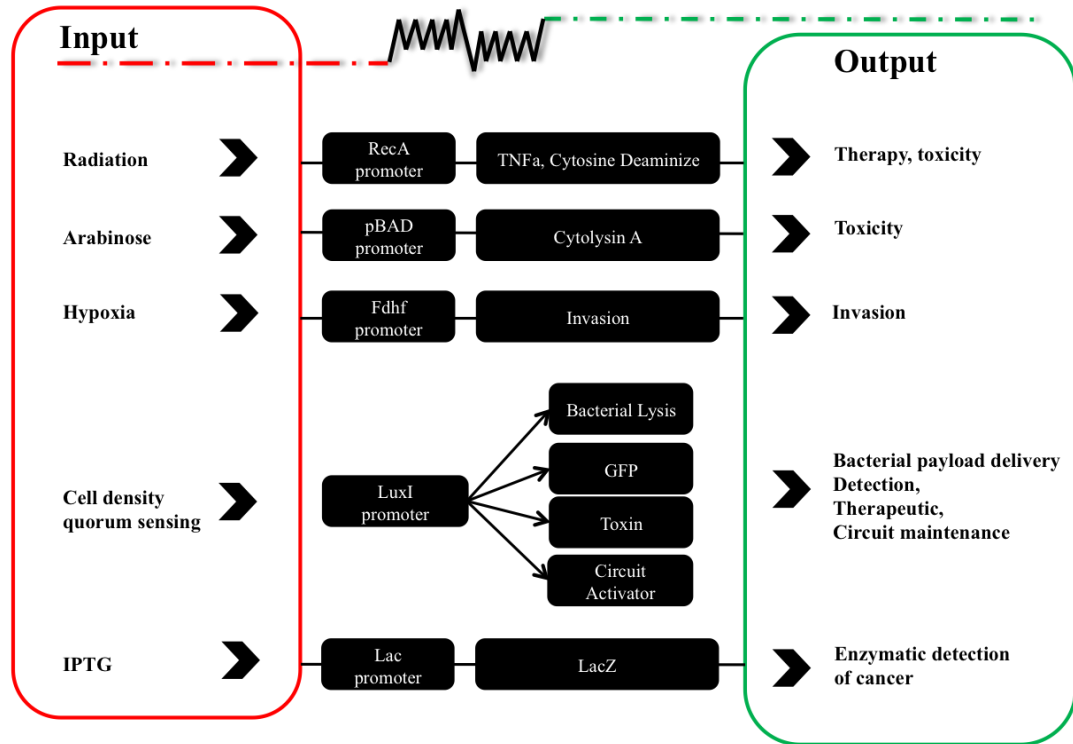 Input
Output
Radiation
RecA
promoter
TNFa, Cytosine Deaminize
Therapy, toxicity
Arabinose
pBAD
promoter
Cytolysin A
Toxicity
Hypoxia
Fdhf
promoter
Invasion
Invasion
Cell density
quorum sensing
LuxI
promoter
Bacterial Lysis
GFP
Toxin
Circuit
Activator
Bacterial payload delivery
Detection,
Therapeutic,
Circuit maintenance
IPTG
Lac
promoter
LacZ
Enzymatic detection
of cancer